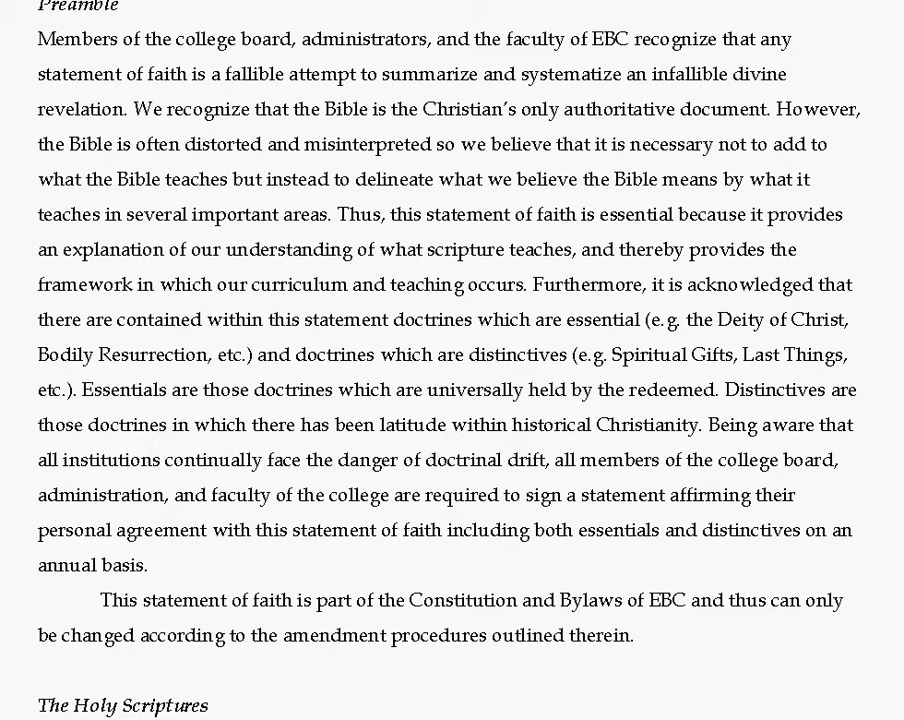 Preamble
Members of the college board, administrators, and the faculty of EBC recognize that any
statement of faith is a fallible attempt to summarize and systematize an infallible divine
revelation. We recognize that the Bible is the Christian's only authoritative document. However,
the Bible is often distorted and misinterpreted so we believe that it is necessary not to add to
what the Bible teaches but instead to delineate what we believe the Bible means by what it
teaches in several important areas. Thus, this statement of faith is essential because it provides
an explanation of our understanding of what scripture teaches, and thereby provides the
framework in which our curriculum and teaching occurs. Furthermore, it is acknowledged that
there are contained within this statement doctrines which are essential (e.g. the Deity of Christ,
Bodily Resurrection, etc.) and doctrines which are distinctives (e.g. Spiritual Gifts, Last Things,
etc.). Essentials are those doctrines which are universally held by the redeemed. Distinctives are
those doctrines in which there has been latitude within historical Christianity. Being aware that
all institutions continually face the danger of doctrinal drift, all members of the college board,
administration, and faculty of the college are required to sign a statement affirming their
personal agreement with this statement of faith including both essentials and distinctives on an
annual basis.
This statement of faith is part of the Constitution and Bylaws of EBC and thus can only
be changed according to the amendment procedures outlined therein.
The Holy Scriptures